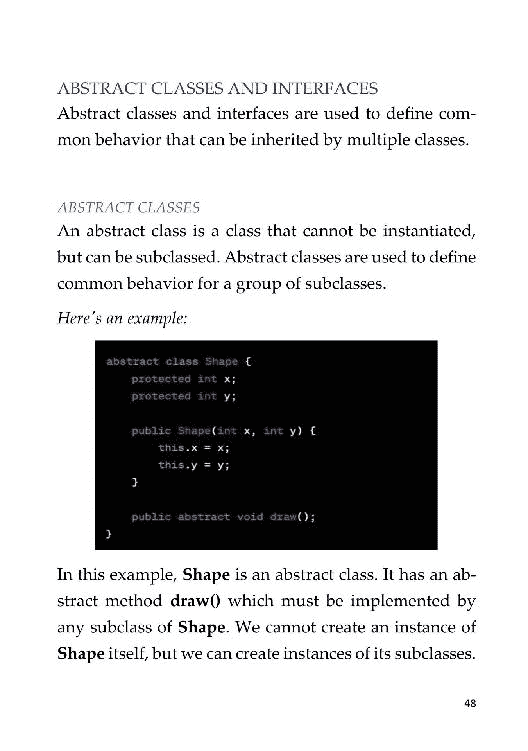 ABSTRACT CLASSES AND INTERFACES
Abstract classes and interfaces are used to define com-
mon behavior that can be inherited by multiple classes.
ABSTRACT CLASSES
An abstract class is a class that cannot be instantiated,
but can be subclassed. Abstract classes are used to define
common behavior for a group of subclasses.
Here's an example:
abstract class Shape {
    protected int x;
    protected int y;
    public Shape(int x, int y) {
        this.x = x;
        this.y = y;
    }
    public abstract void draw();
}
In this example, Shape is an abstract class. It has an ab-
stract method draw() which must be implemented by
any subclass of Shape. We cannot create an instance of
Shape itself, but we can create instances of its subclasses.
48